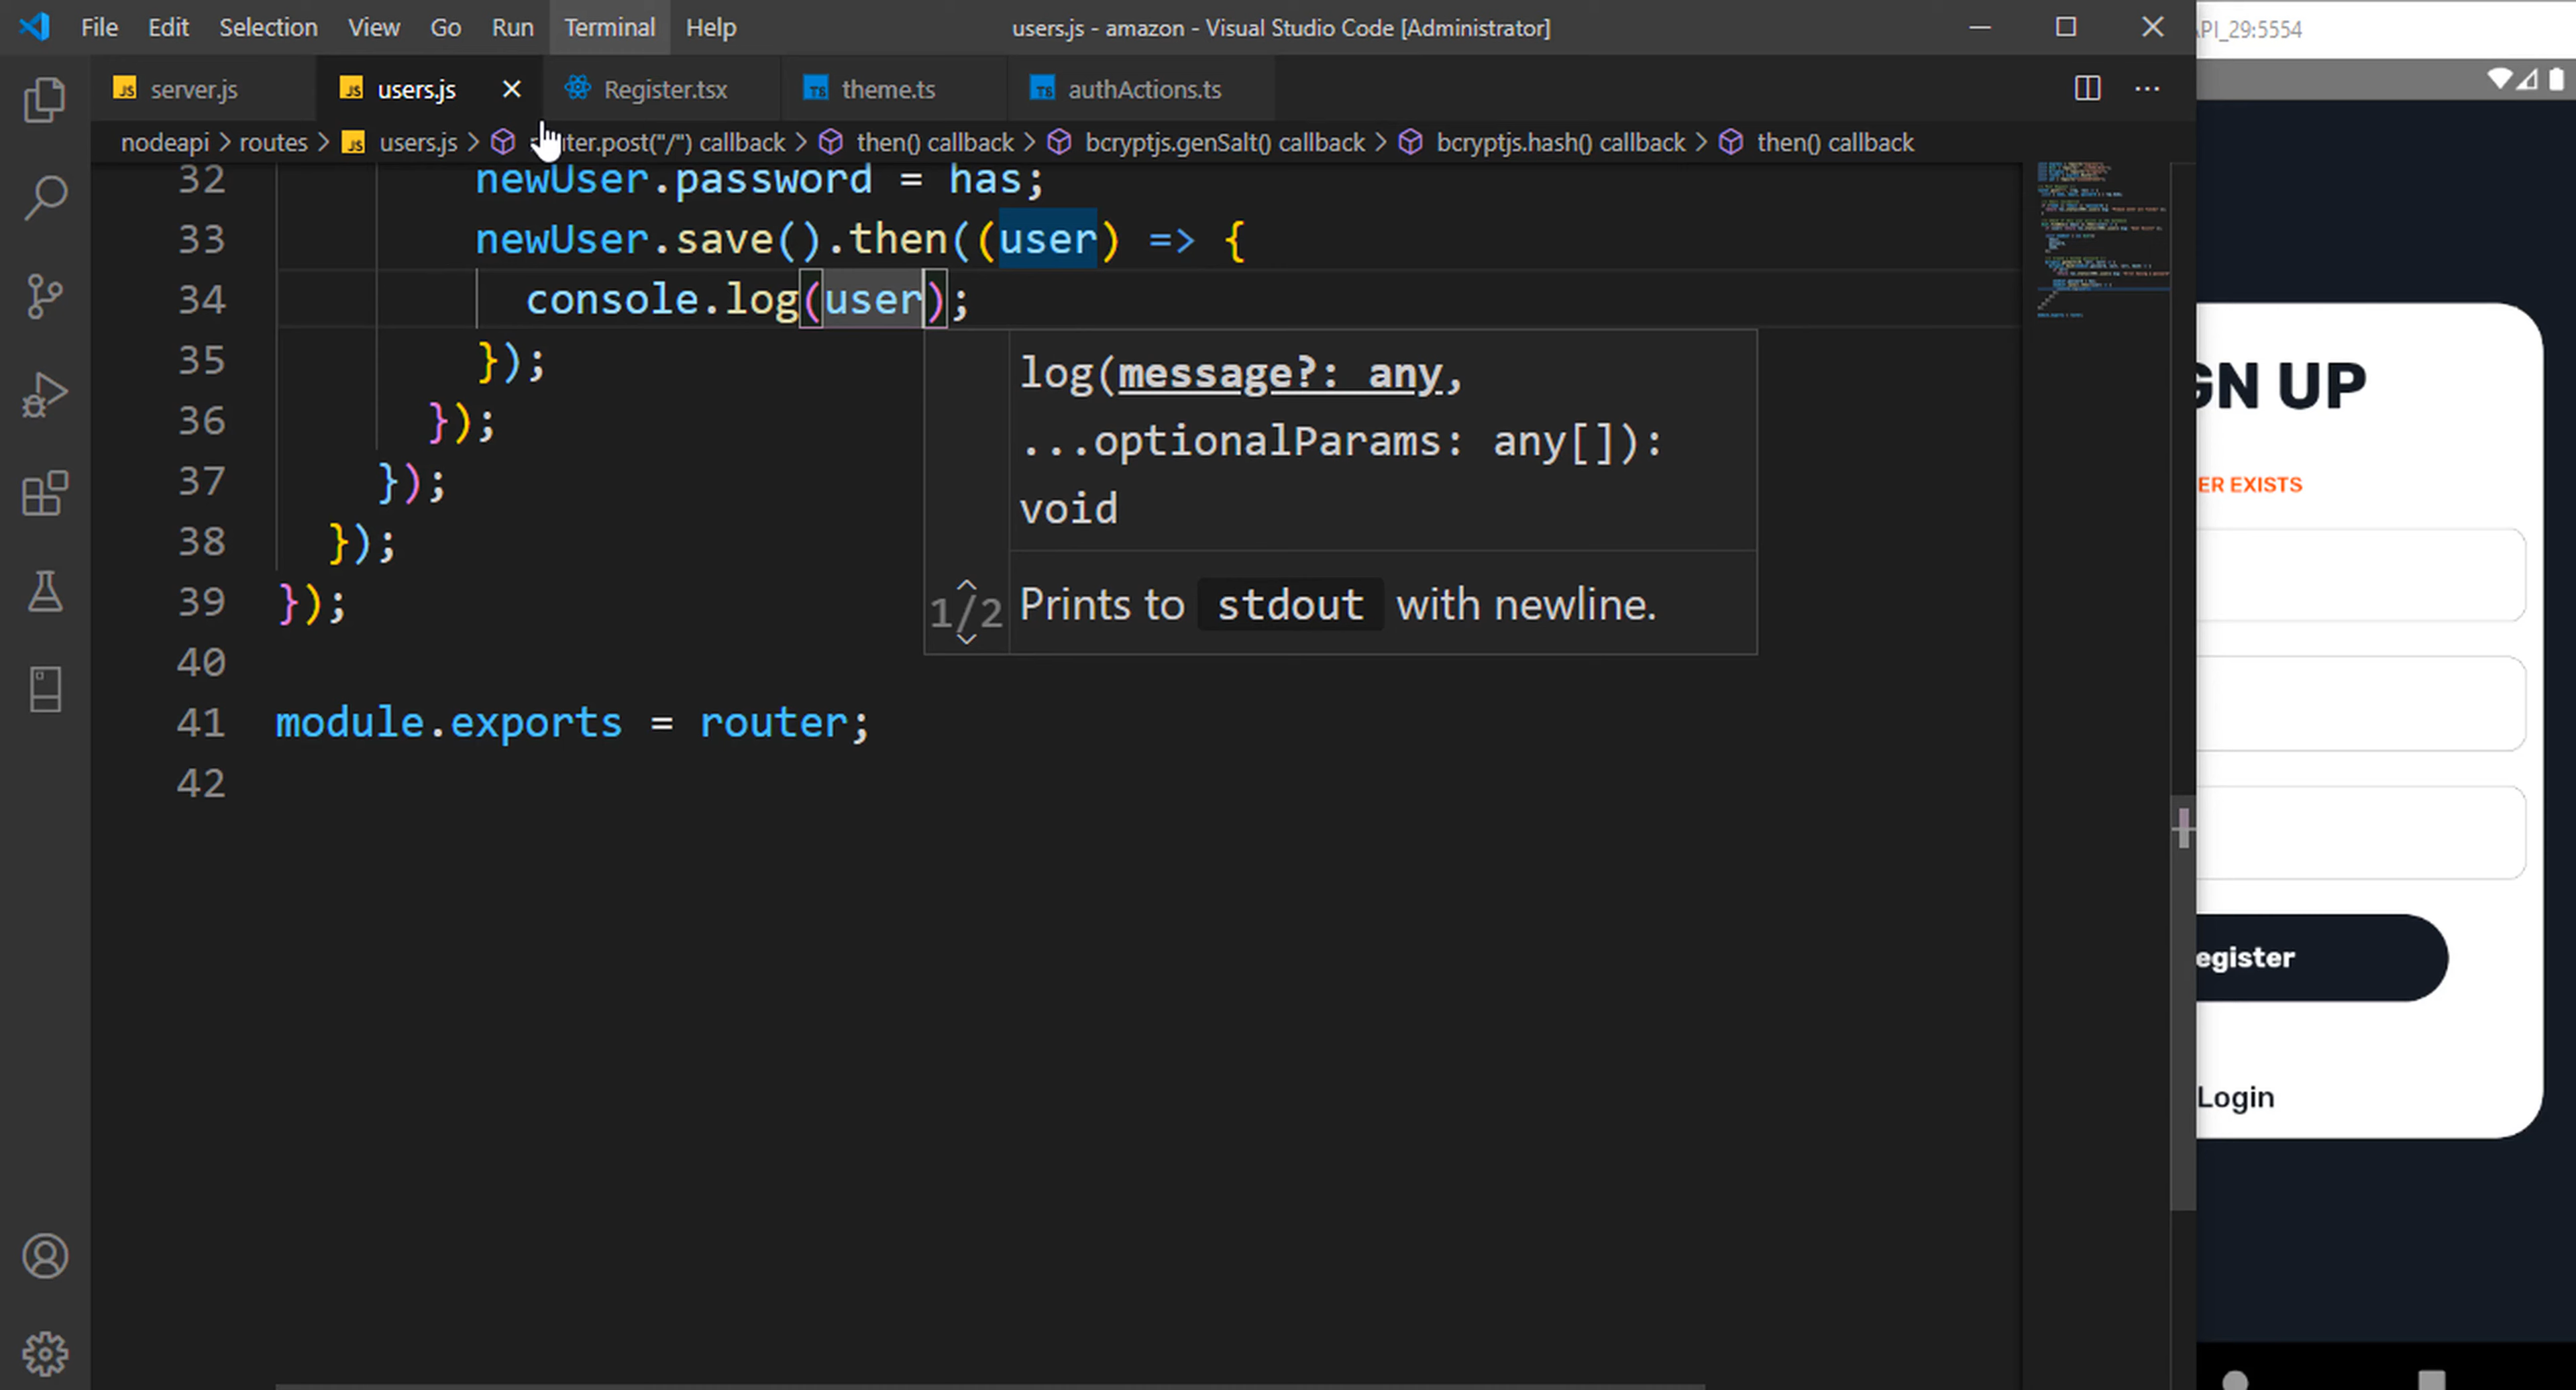 File Edit Selection View Go Run Terminal Help users.js - amazon - Visual Studio Code [Administrator]
API_29:5554
server.js users.js Register.tsx theme.ts authActions.ts
nodeapi > routes > users.js > ter.post("/") callback > then() callback > bcryptjs.genSalt() callback > bcryptjs.hash() callback > then() callback
32 newUser.password = has;
33 newUser.save().then((user) => {
34 console.log(user);
35 });
36 });
37 });
38 });
39 });
40
41 module.exports = router;
42
log(message?: any,
...optionalParams: any[]):
void
1/2 Prints to stdout with newline.
GN UP
ER EXISTS
egister
Login